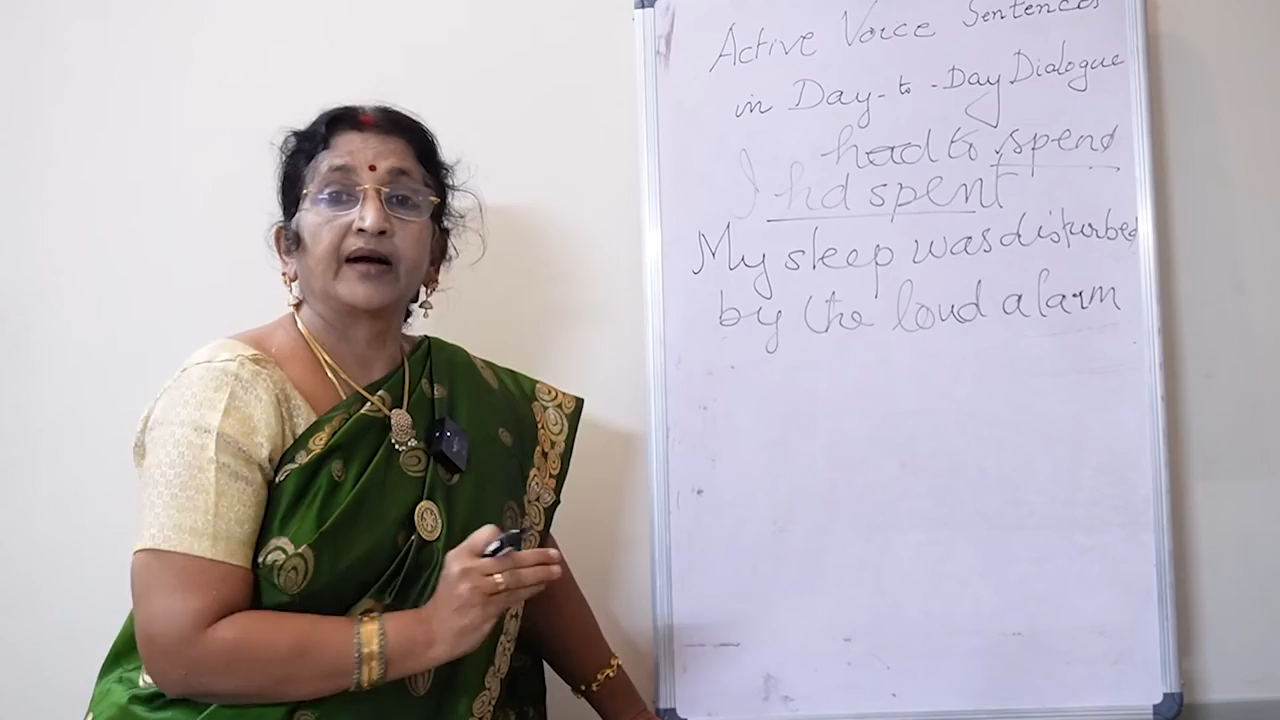 Active Voice Sentences
in Day-to-Day Dialogue
had to spend
I hd spent
My sleep was disturbed
by the loud alarm